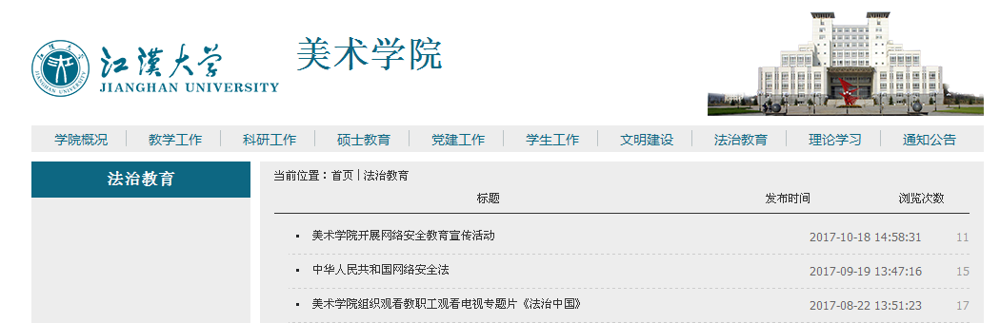 江漢大学
JIANGHAN UNIVERSITY
美术学院
学院概况 教学工作 科研工作 硕士教育 党建工作 学生工作 文明建设 法治教育 理论学习 通知公告
法治教育
当前位置：首页 | 法治教育
标题 发布时间 浏览次数
美术学院开展网络安全教育宣传活动 2017-10-18 14:58:31 11
中华人民共和国网络安全法 2017-09-19 13:47:16 15
美术学院组织观看教职工观看电视专题片《法治中国》 2017-08-22 13:51:23 17